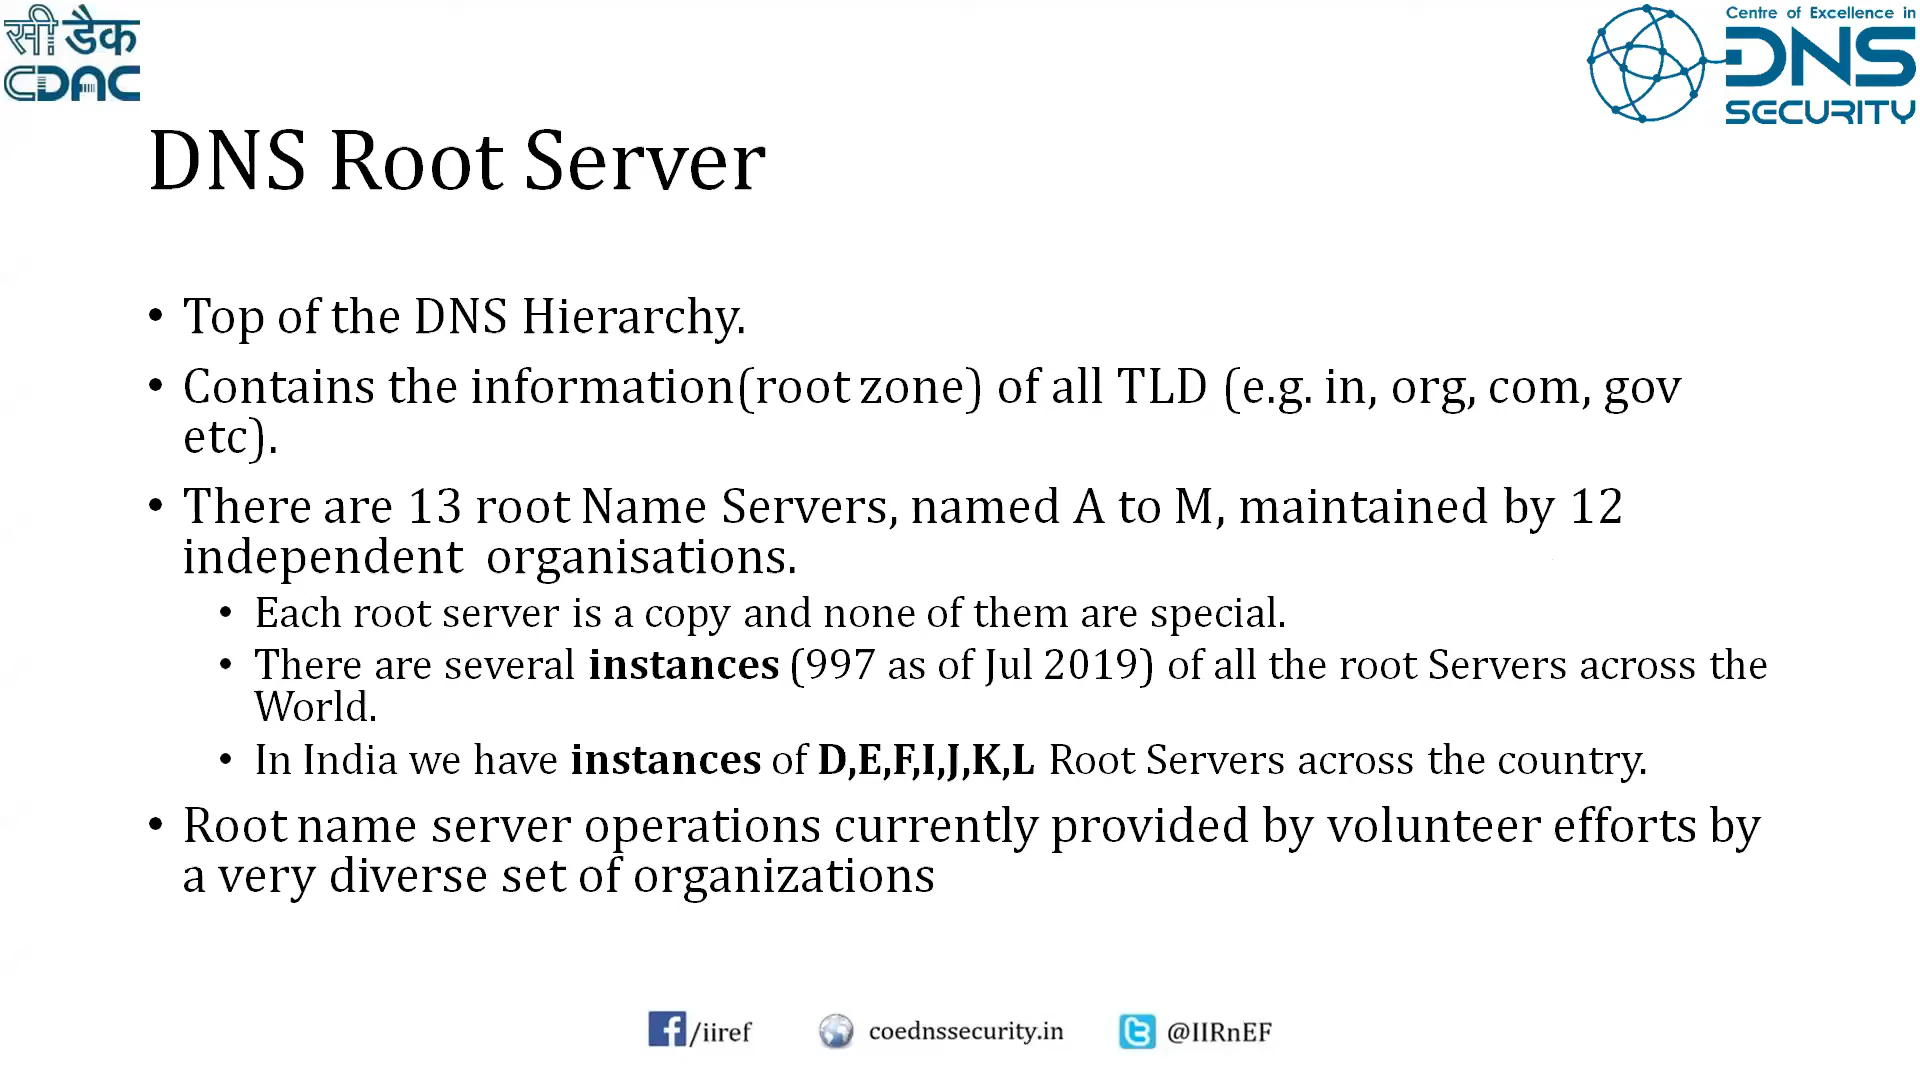 सी डैक
CDAC
Centre of Excellence in
DNS
SECURITY
DNS Root Server
• Top of the DNS Hierarchy.
• Contains the information(root zone) of all TLD (e.g. in, org, com, gov
etc).
• There are 13 root Name Servers, named A to M, maintained by 12
independent organisations.
• Each root server is a copy and none of them are special.
• There are several instances (997 as of Jul 2019) of all the root Servers across the
World.
• In India we have instances of D,E,F,I,J,K,L Root Servers across the country.
• Root name server operations currently provided by volunteer efforts by
a very diverse set of organizations
/iiref coednssecurity.in @IIRnEF